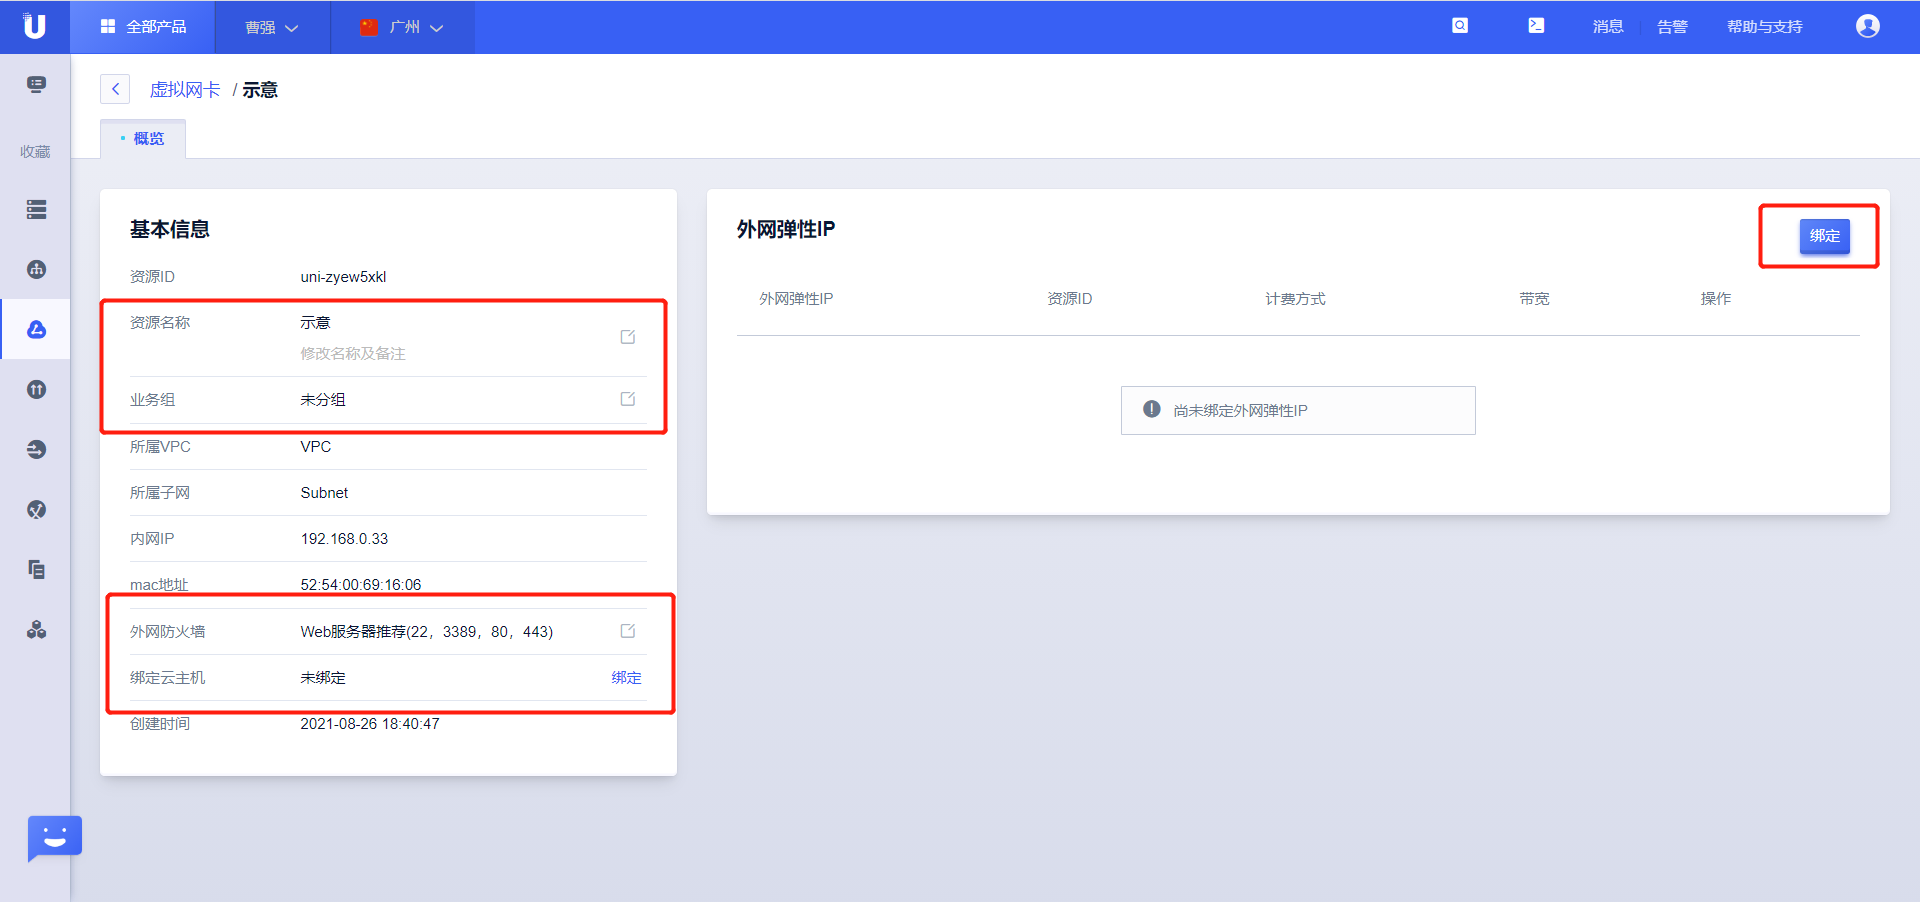 U 全部产品 曹强 广州 消息 告警 帮助与支持
收藏
虚拟网卡 / 示意
概览
基本信息
资源ID uni-zyew5xkl
资源名称 示意
修改名称及备注
业务组 未分组
所属VPC VPC
所属子网 Subnet
内网IP 192.168.0.33
mac地址 52:54:00:69:16:06
外网防火墙 Web服务器推荐(22，3389，80，443)
绑定云主机 未绑定 绑定
创建时间 2021-08-26 18:40:47
外网弹性IP 绑定
外网弹性IP 资源ID 计费方式 带宽 操作
尚未绑定外网弹性IP